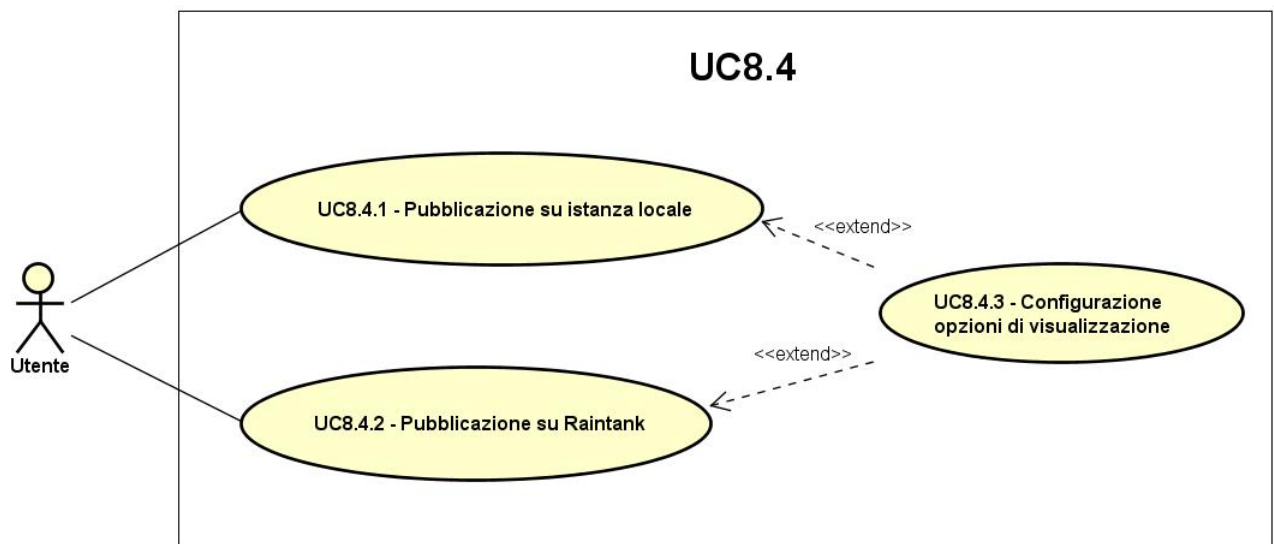 UC8.4
UC8.4.1 - Pubblicazione su istanza locale
<<extend>>
UC8.4.3 - Configurazione
opzioni di visualizzazione
<<extend>>
Utente
UC8.4.2 - Pubblicazione su Raintank